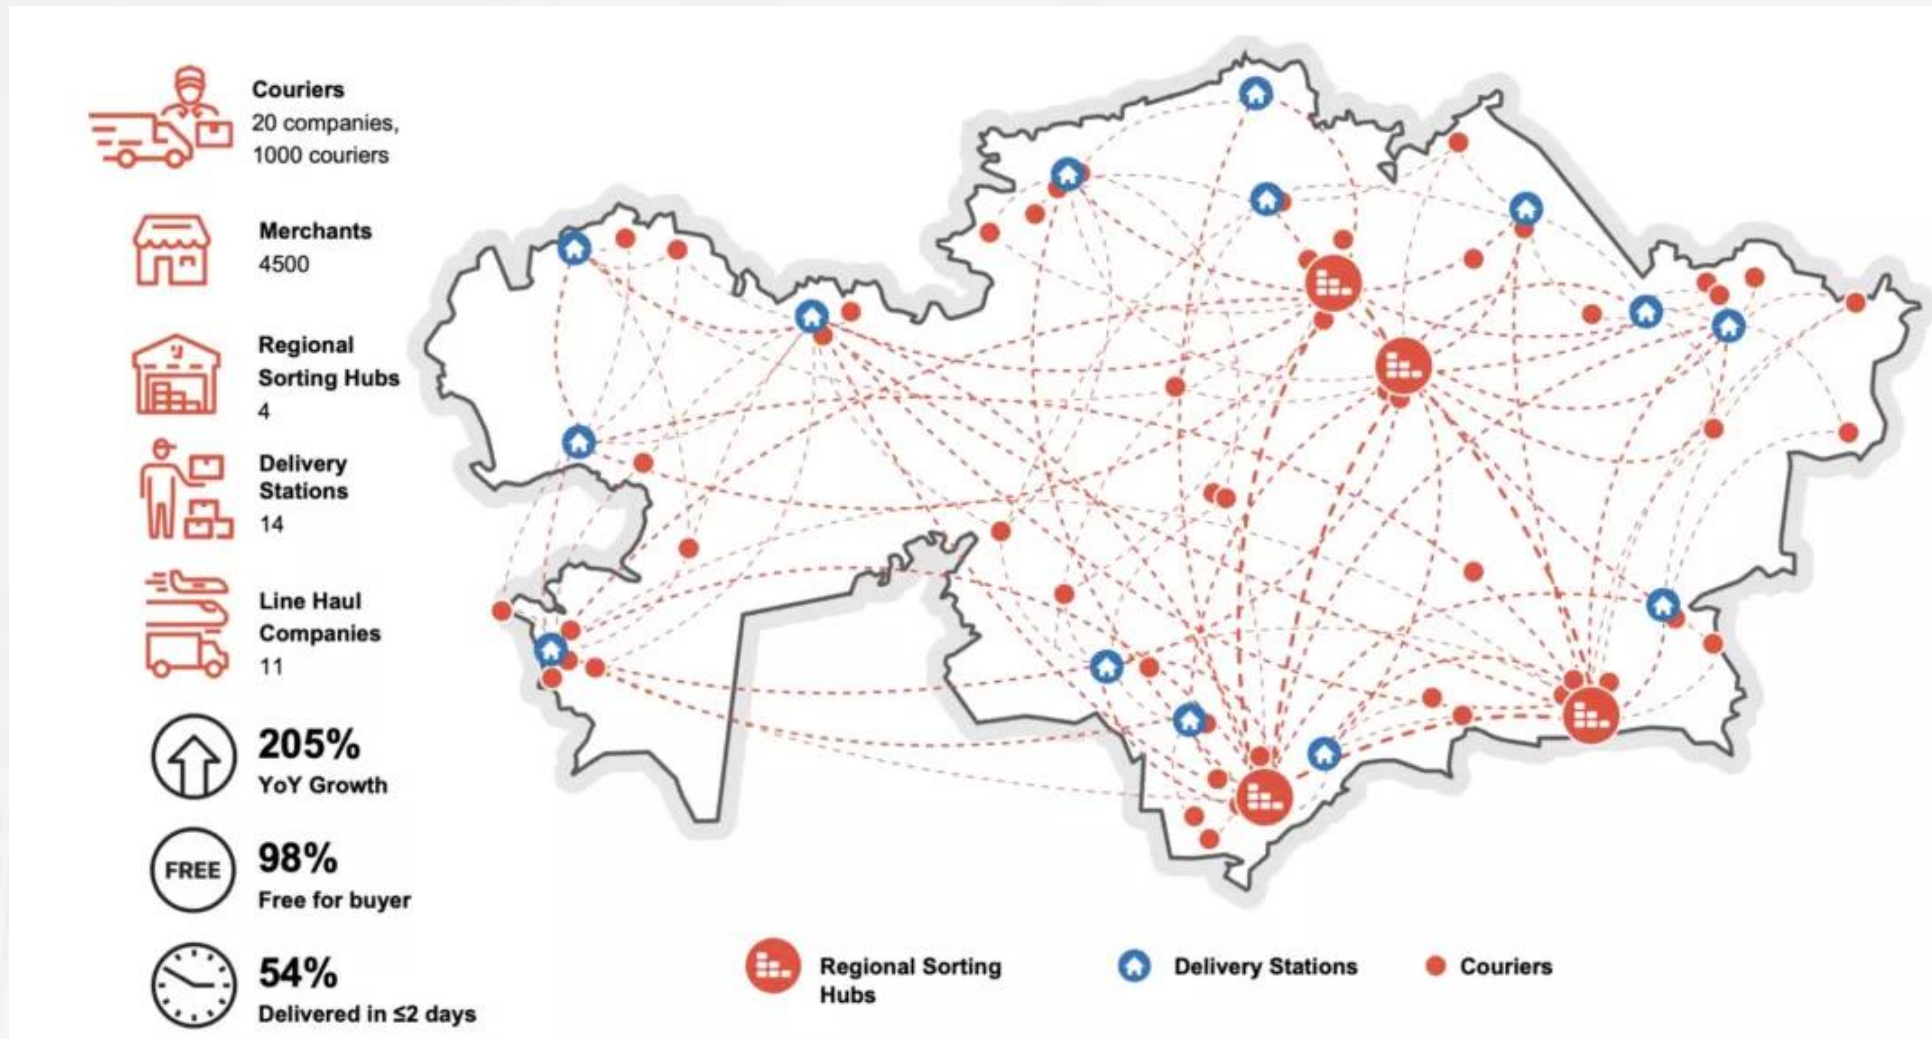 Couriers
20 companies,
1000 couriers
Merchants
4500
Regional
Sorting Hubs
4
Delivery
Stations
14
Line Haul
Companies
11
205%
YoY Growth
FREE
98%
Free for buyer
54%
Delivered in ≤2 days
Regional Sorting
Hubs
Delivery Stations
Couriers